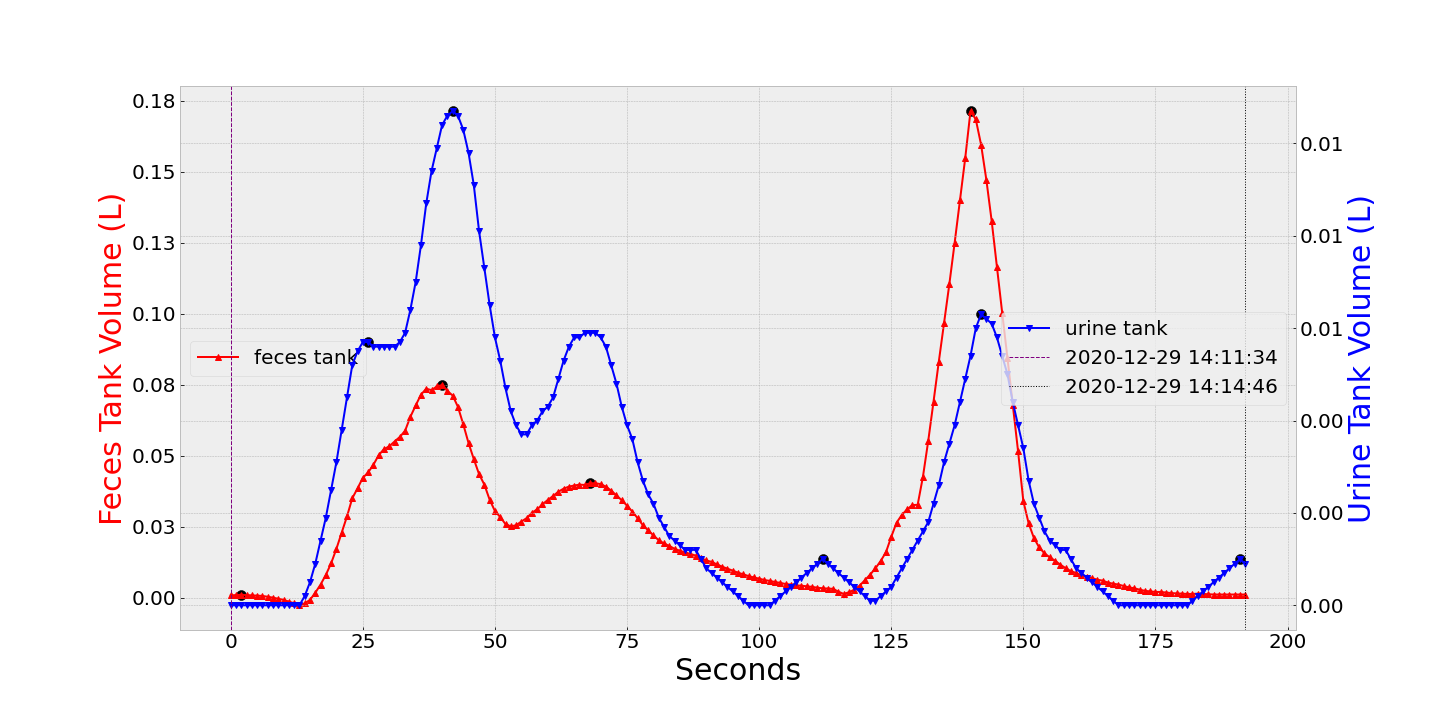 Feces Tank Volume (L)
0.18
0.15
0.13
0.10
0.08
0.05
0.03
0.00
feces tank
urine tank
2020-12-29 14:11:34
2020-12-29 14:14:46
0.01
0.01
0.01
0.00
0.00
0.00
Urine Tank Volume (L)
0 25 50 75 100 125 150 175 200
Seconds